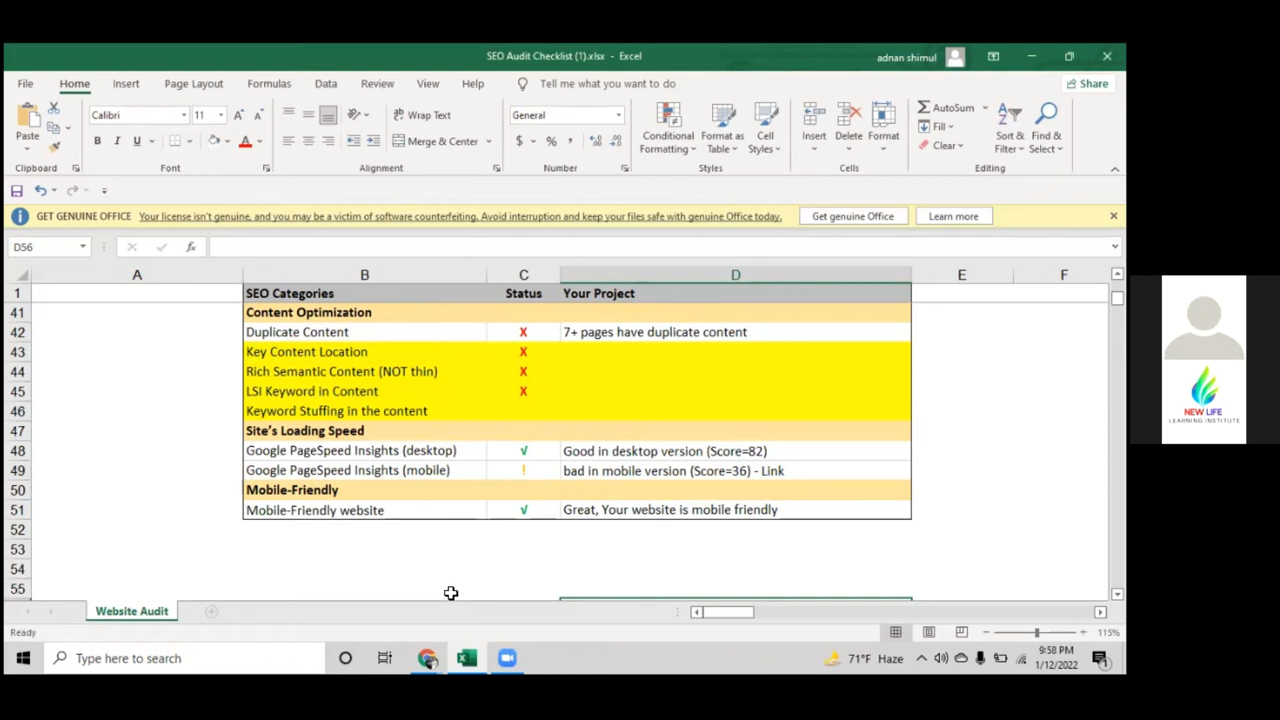 SEO Audit Checklist (1).xlsx - Excel
adnan shimul
File Home Insert Page Layout Formulas Data Review View Help Tell me what you want to do Share
Paste
Clipboard
Calibri 11
B I U
Font
Wrap Text
Merge & Center
Alignment
General
$ % ,
Number
Conditional Formatting
Format as Table
Cell Styles
Styles
Insert Delete Format
Cells
AutoSum
Fill
Clear
Sort & Filter
Find & Select
Editing
GET GENUINE OFFICE Your license isn't genuine, and you may be a victim of software counterfeiting. Avoid interruption and keep your files safe with genuine Office today. Get genuine Office Learn more
D56 fx
A B C D E F
1 SEO Categories Status Your Project
41 Content Optimization
42 Duplicate Content X 7+ pages have duplicate content
43 Key Content Location X
44 Rich Semantic Content (NOT thin) X
45 LSI Keyword in Content X
46 Keyword Stuffing in the content
47 Site's Loading Speed
48 Google PageSpeed Insights (desktop) √ Good in desktop version (Score=82)
49 Google PageSpeed Insights (mobile) ! bad in mobile version (Score=36) - Link
50 Mobile-Friendly
51 Mobile-Friendly website √ Great, Your website is mobile friendly
52
53
54
55
Website Audit
Ready
115%
Type here to search
71°F Haze
9:58 PM
1/12/2022
NEW LIFE
LEARNING INSTITUTE